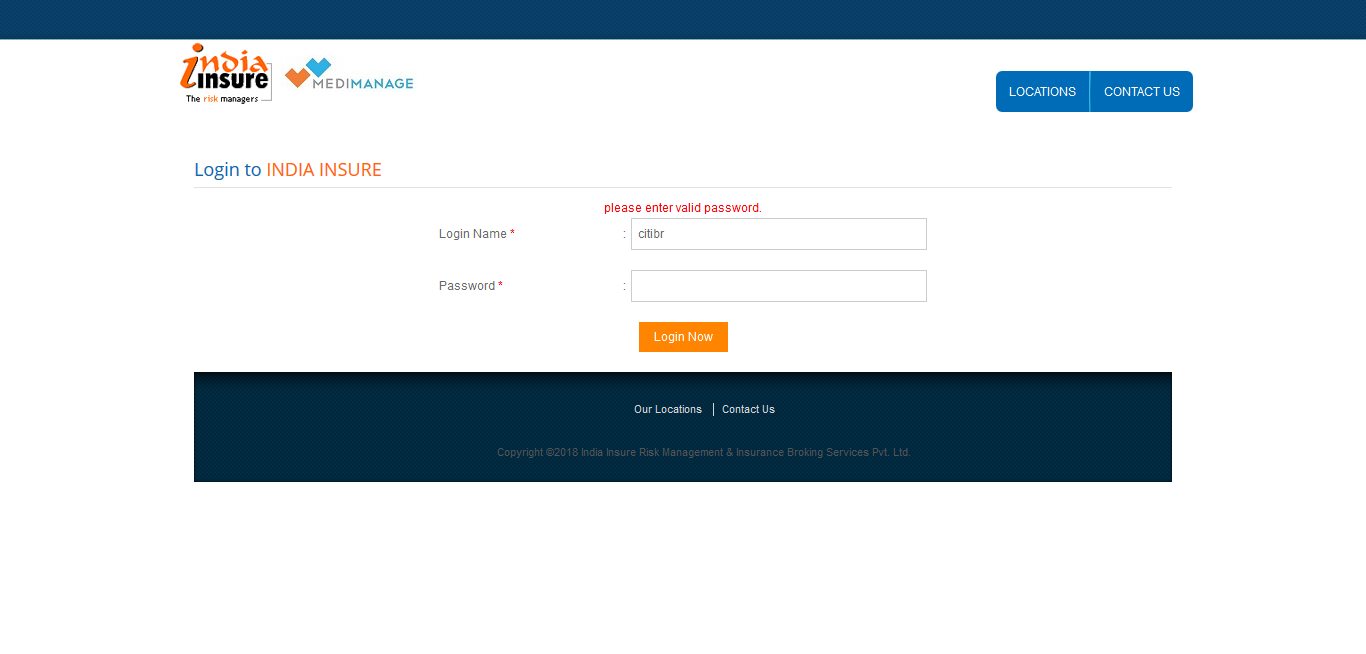 india
insure
The risk managers
MEDIMANAGE
LOCATIONS
CONTACT US
Login to INDIA INSURE
please enter valid password.
Login Name * : citibr
Password * :
Login Now
Our Locations | Contact Us
Copyright ©2018 India Insure Risk Management & Insurance Broking Services Pvt. Ltd.